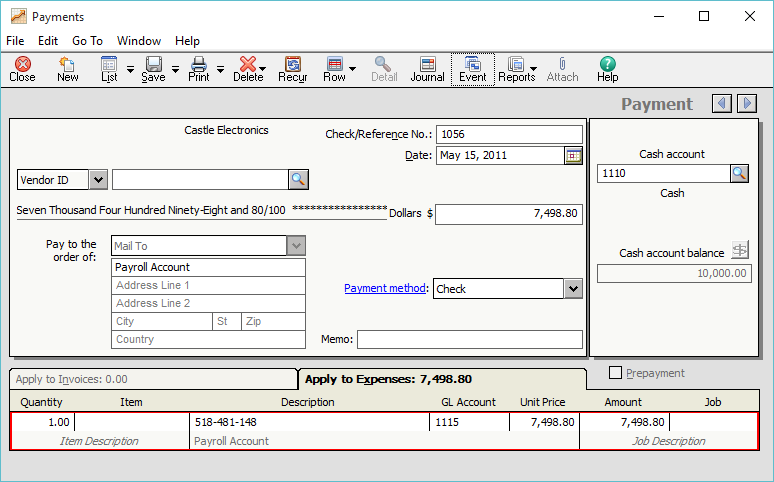 Payments
File Edit Go To Window Help
Close New List Save Print Delete Recur Row Detail Journal Event Reports Attach Help
Payment
Castle Electronics
Check/Reference No.: 1056
Date: May 15, 2011
Vendor ID
Seven Thousand Four Hundred Ninety-Eight and 80/100 **************** Dollars $ 7,498.80
Pay to the order of:
Mail To
Payroll Account
Address Line 1
Address Line 2
City St Zip
Country
Payment method: Check
Memo:
Cash account
1110
Cash
Cash account balance
10,000.00
Apply to Invoices: 0.00
Apply to Expenses: 7,498.80
Prepayment
Quantity Item Description GL Account Unit Price Amount Job
1.00 518-481-148 1115 7,498.80 7,498.80
Item Description Payroll Account Job Description